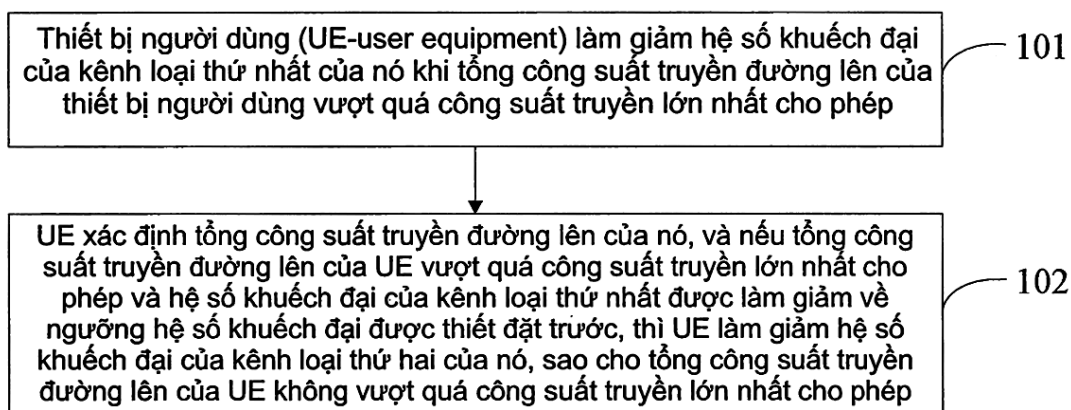 Thiết bị người dùng (UE-user equipment) làm giảm hệ số khuếch đại
của kênh loại thứ nhất của nó khi tổng công suất truyền đường lên của
thiết bị người dùng vượt quá công suất truyền lớn nhất cho phép
101
UE xác định tổng công suất truyền đường lên của nó, và nếu tổng công
suất truyền đường lên của UE vượt quá công suất truyền lớn nhất cho
phép và hệ số khuếch đại của kênh loại thứ nhất được làm giảm về
ngưỡng hệ số khuếch đại được thiết đặt trước, thì UE làm giảm hệ số
khuếch đại của kênh loại thứ hai của nó, sao cho tổng công suất truyền
đường lên của UE không vượt quá công suất truyền lớn nhất cho phép
102